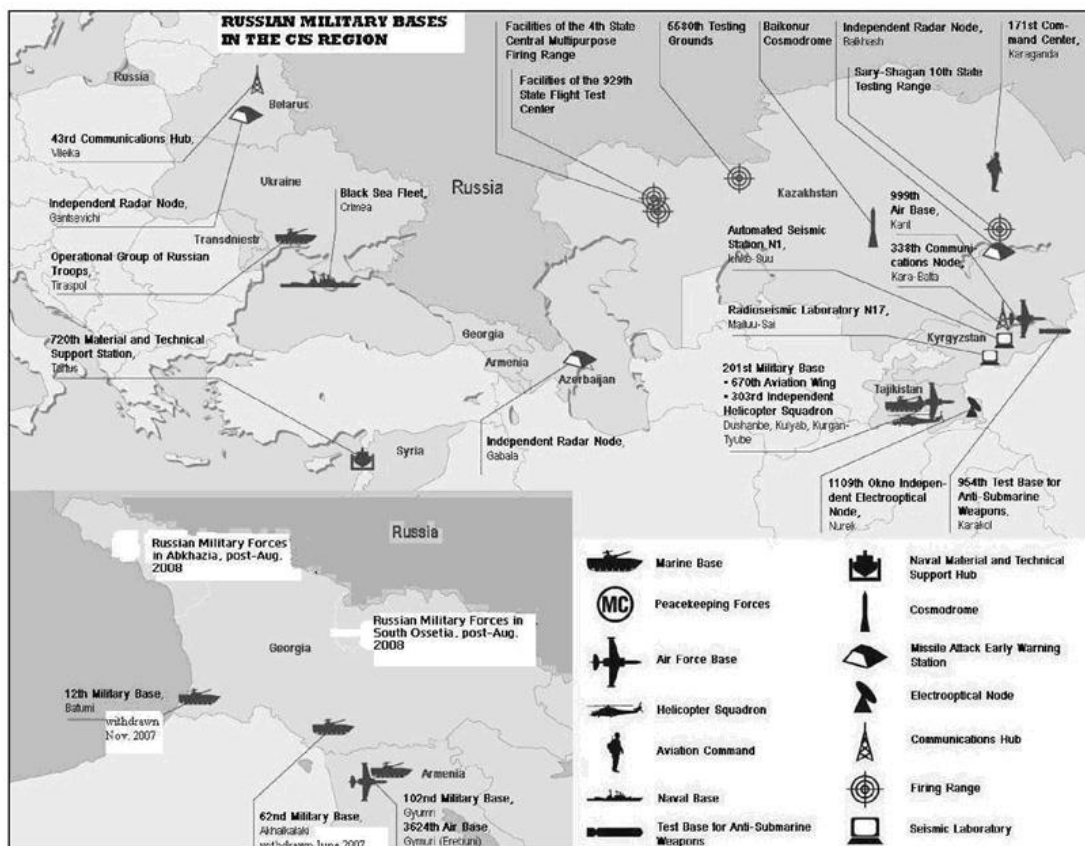 RUSSIAN MILITARY BASES
IN THE CIS REGION
Facilities of the 4th State
Central Multipurpose
Firing Range
Facilities of the 929th
State Flight Test
Center
5580th Testing
Grounds
Baikonur
Cosmodrome
Independent Radar Node,
Balkhash
Sary-Shagan 10th State
Testing Range
171st Com-
mand Center,
Karaganda
Russia
Belarus
43rd Communications Hub,
Vileika
Ukraine
Independent Radar Node,
Gantsevichi
Transdniestr
Operational Group of Russian
Troops,
Tiraspol
Black Sea Fleet,
Crimea
Russia
Kazakhstan
999th
Air Base,
Kant
Automated Seismic
Station N1,
Ichke-Suu
338th Communi-
cations Node,
Kara-Balta
Radioseismic Laboratory N17,
Mailuu-Sai
Kyrgyzstan
720th Material and Technical
Support Station,
Tartus
Georgia
Armenia
Azerbaijan
201st Military Base
• 670th Aviation Wing
• 303rd Independent
Helicopter Squadron
Dushanbe, Kulyab, Kurgan-
Tyube
Tajikistan
Syria
Independent Radar Node,
Gabala
1109th Okno Indepen-
dent Electrooptical
Node,
Nurek
954th Test Base for
Anti-Submarine
Weapons,
Karakol
Russia
Russian Military Forces
in Abkhazia, post-Aug.
2008
Russian Military Forces in
South Ossetia, post-Aug.
2008
Georgia
12th Military Base,
Batumi
withdrawn
Nov. 2007
Armenia
62nd Military Base,
Akhalkalaki
withdrawn June 2007
102nd Military Base,
Gyumri
3624th Air Base,
Gymuri (Erebuni)
Marine Base
MC
Peacekeeping Forces
Air Force Base
Helicopter Squadron
Aviation Command
Naval Base
Test Base for Anti-Submarine
Weapons
Naval Material and Technical
Support Hub
Cosmodrome
Missile Attack Early Warning
Station
Electrooptical Node
Communications Hub
Firing Range
Seismic Laboratory